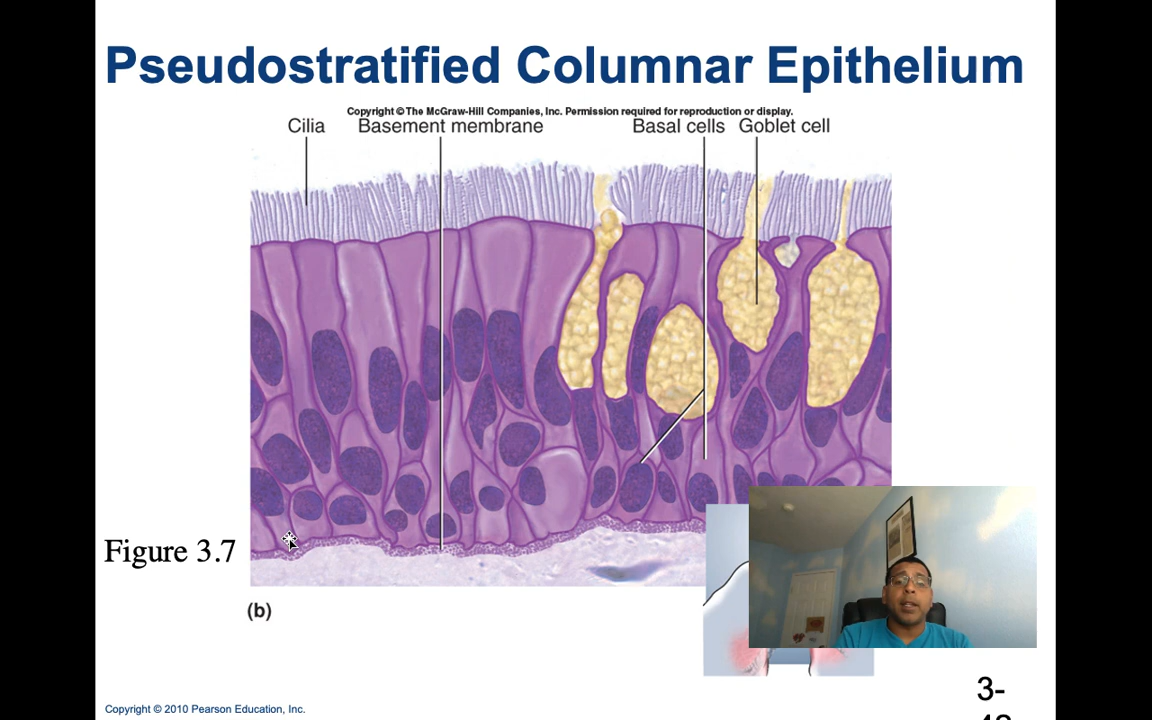 Pseudostratified Columnar Epithelium
Copyright © The McGraw-Hill Companies, Inc. Permission required for reproduction or display.
Cilia Basement membrane Basal cells Goblet cell
Figure 3.7
(b)
3-
Copyright © 2010 Pearson Education, Inc.